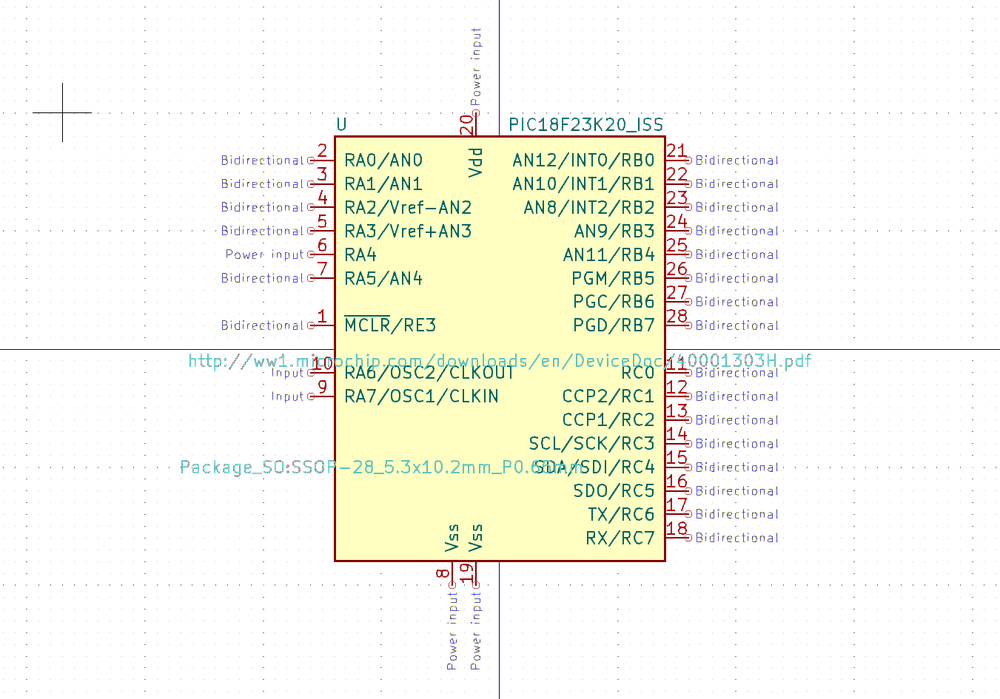 Power input
20
U PIC18F23K20_ISS
Vdd
Bidirectional 2 RA0/AN0 AN12/INT0/RB0 21 Bidirectional
Bidirectional 3 RA1/AN1 AN10/INT1/RB1 22 Bidirectional
Bidirectional 4 RA2/Vref-AN2 AN8/INT2/RB2 23 Bidirectional
Bidirectional 5 RA3/Vref+AN3 AN9/RB3 24 Bidirectional
Power input 6 RA4 AN11/RB4 25 Bidirectional
Bidirectional 7 RA5/AN4 PGM/RB5 26 Bidirectional
PGC/RB6 27 Bidirectional
Bidirectional 1 MCLR/RE3 PGD/RB7 28 Bidirectional
http://ww1.microchip.com/downloads/en/DeviceDoc/40001303H.pdf
Input 10 RA6/OSC2/CLKOUT RC0 11 Bidirectional
Input 9 RA7/OSC1/CLKIN CCP2/RC1 12 Bidirectional
CCP1/RC2 13 Bidirectional
SCL/SCK/RC3 14 Bidirectional
Package_SO:SSOP-28_5.3x10.2mm_P0.65mm SDA/SDI/RC4 15 Bidirectional
SDO/RC5 16 Bidirectional
TX/RC6 17 Bidirectional
RX/RC7 18 Bidirectional
Vss Vss
8 19
Power input Power input